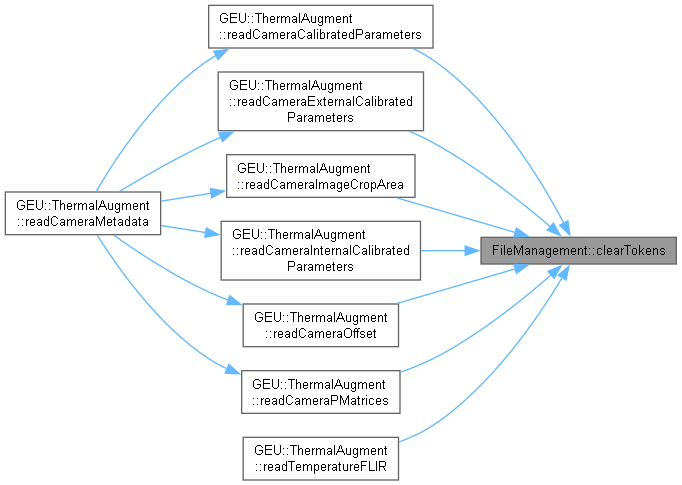 GEU::ThermalAugment
::readCameraCalibratedParameters
GEU::ThermalAugment
::readCameraExternalCalibrated
Parameters
GEU::ThermalAugment
::readCameraImageCropArea
GEU::ThermalAugment
::readCameraMetadata
GEU::ThermalAugment
::readCameraInternalCalibrated
Parameters
FileManagement::clearTokens
GEU::ThermalAugment
::readCameraOffset
GEU::ThermalAugment
::readCameraPMatrices
GEU::ThermalAugment
::readTemperatureFLIR